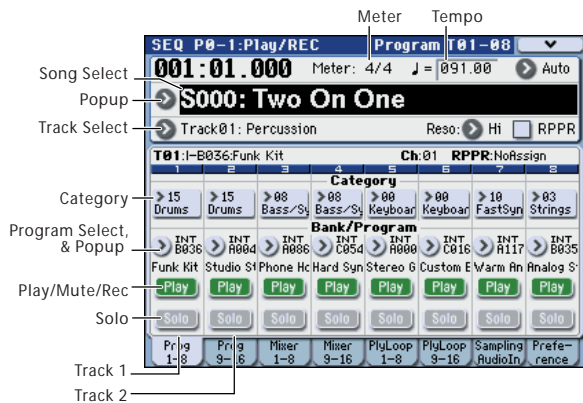 Meter Tempo
SEQ P0-1:Play/REC Program T01-08
001:01.000 Meter: 4/4 ♩= 091.00 Auto
Song Select
Popup
S000: Two On One
Track Select
Track01: Percussion Reso: Hi RPPR
T01:I-B036:Funk Kit Ch:01 RPPR:NoAssign
1 2 3 4 5 6 7 8
Category
Category
15 15 08 08 00 00 10 03
Drums Drums Bass/Sy Bass/Sy Keyboar Keyboar FastSyn Strings
Bank/Program
Program Select, & Popup
INT INT INT INT INT INT INT INT
B036 A004 A086 C054 A000 C016 A117 B035
Funk Kit Studio St Phone Ho Hard Syn Stereo G Custom E Warm An Analog S
Play/Mute/Rec
Play Play Play Play Play Play Play Play
Solo
Solo Solo Solo Solo Solo Solo Solo Solo
Prog 1-8 Prog 9-16 Mixer 1-8 Mixer 9-16 PlyLoop 1-8 PlyLoop 9-16 Sampling AudioIn Prefe-rence
Track 1
Track 2